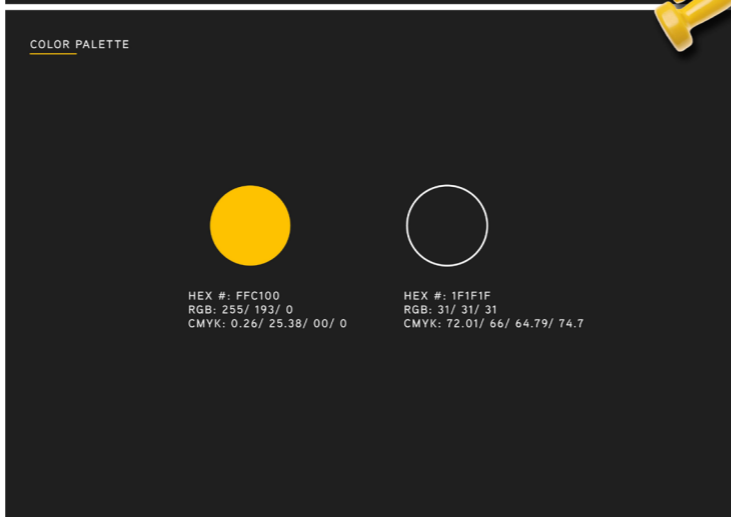 COLOR PALETTE
HEX #: FFC100
RGB: 255/ 193/ 0
CMYK: 0.26/ 25.38/ 00/ 0
HEX #: 1F1F1F
RGB: 31/ 31/ 31
CMYK: 72.01/ 66/ 64.79/ 74.7